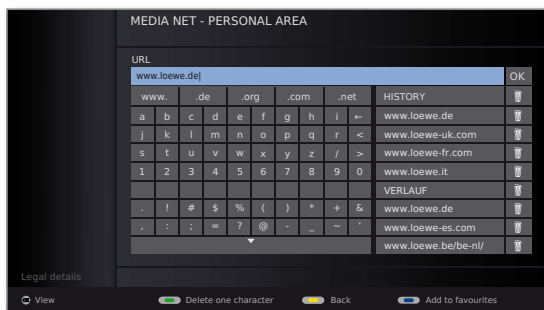 MEDIA NET - PERSONAL AREA
URL
www.loewe.de
OK
www. .de .org .com .net HISTORY
a b c d e f g h i ← www.loewe.de
j k l m n o p q r < www.loewe-uk.com
s t u v w x y z / > www.loewe-fr.com
1 2 3 4 5 6 7 8 9 0 www.loewe.it
VERLAUF
. ! # $ % ( ) * + & www.loewe.de
, : ; = ? @ - _ ~ ' www.loewe-es.com
www.loewe.be/be-nl/
Legal details
OK View Delete one character Back Add to favourites